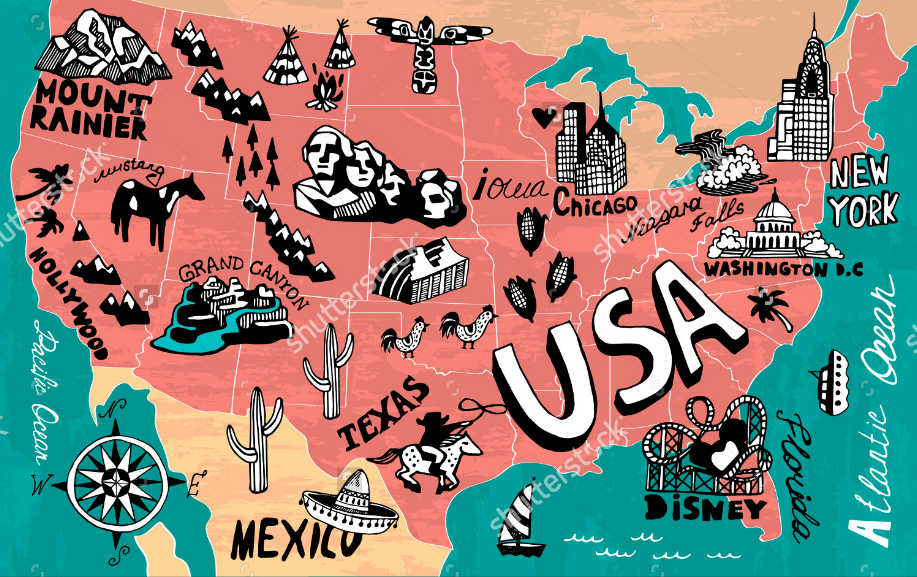 MOUNT
RAINIER
mustang
iowa
CHICAGO
Niagara
Falls
NEW
YORK
WASHINGTON D.C
HOLLYWOOD
GRAND CANYON
USA
Pacific Ocean
Atlantic Ocean
TEXAS
N
W
E
MEXICO
DISNEY
Florida
shutterstock
shutterstock
shutterstock
shutterstock
shutterstock
shutterstock